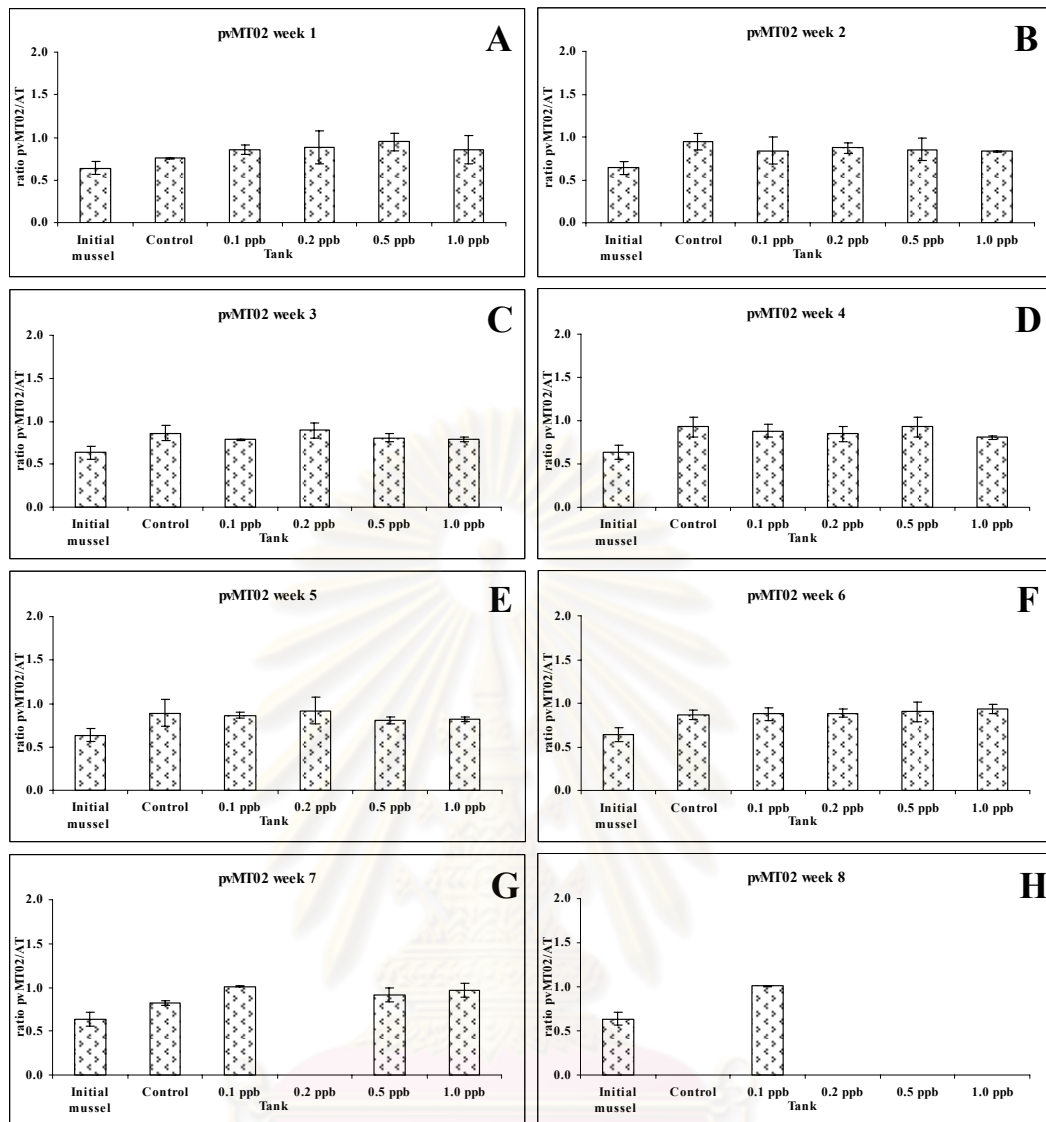 pvMT02 week 1
A
ratio pvMT02/AT
2.0
1.5
1.0
0.5
0.0
Initial mussel Control 0.1 ppb 0.2 ppb 0.5 ppb 1.0 ppb
Tank
pvMT02 week 2
B
ratio pvMT02/AT
2.0
1.5
1.0
0.5
0.0
Initial mussel Control 0.1 ppb 0.2 ppb 0.5 ppb 1.0 ppb
Tank
pvMT02 week 3
C
ratio pvMT02/AT
2.0
1.5
1.0
0.5
0.0
Initial mussel Control 0.1 ppb 0.2 ppb 0.5 ppb 1.0 ppb
Tank
pvMT02 week 4
D
ratio pvMT02/AT
2.0
1.5
1.0
0.5
0.0
Initial mussel Control 0.1 ppb 0.2 ppb 0.5 ppb 1.0 ppb
Tank
pvMT02 week 5
E
ratio pvMT02/AT
2.0
1.5
1.0
0.5
0.0
Initial mussel Control 0.1 ppb 0.2 ppb 0.5 ppb 1.0 ppb
Tank
pvMT02 week 6
F
ratio pvMT02/AT
2.0
1.5
1.0
0.5
0.0
Initial mussel Control 0.1 ppb 0.2 ppb 0.5 ppb 1.0 ppb
Tank
pvMT02 week 7
G
ratio pvMT02/AT
2.0
1.5
1.0
0.5
0.0
Initial mussel Control 0.1 ppb 0.2 ppb 0.5 ppb 1.0 ppb
Tank
pvMT02 week 8
H
ratio pvMT02/AT
2.0
1.5
1.0
0.5
0.0
Initial mussel Control 0.1 ppb 0.2 ppb 0.5 ppb 1.0 ppb
Tank